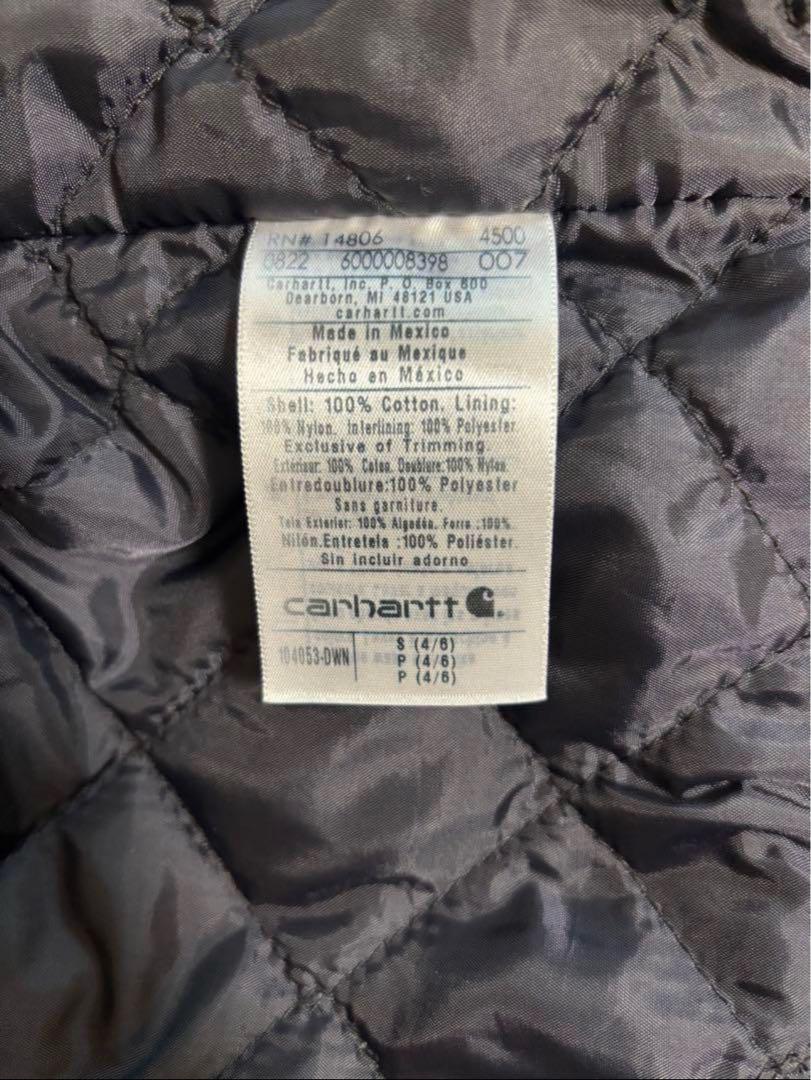 RN# 14806 4500
0822 6000008398 007
Carhartt, Inc. P. O. Box 600
Dearborn, MI 48121 USA
carhartt.com
Made in Mexico
Fabriqué au Mexique
Hecho en México
Shell: 100% Cotton. Lining:
100% Nylon. Interlining: 100% Polyester
Exclusive of Trimming.
Extérieur: 100% Coton. Doublure:100% Nylon
Entredoublure:100% Polyester
Sans garniture.
Tela Exterior: 100% Algodón. Forro :100%
Nilón.Entretela :100% Poliéster.
Sin incluir adorno
carhartt
104053-DWN S (4/6)
P (4/6)
P (4/6)